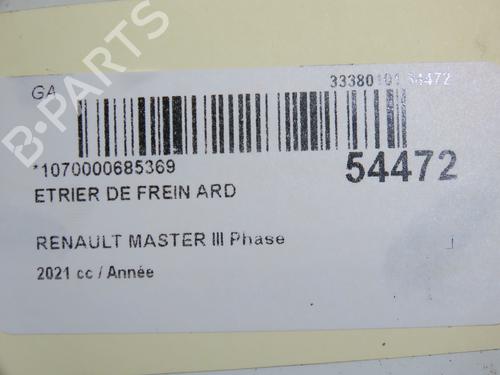 GA
33380101 54472
*1070000685369
54472
ETRIER DE FREIN ARD
RENAULT MASTER III Phase
2021 cc / Année
B-PARTS